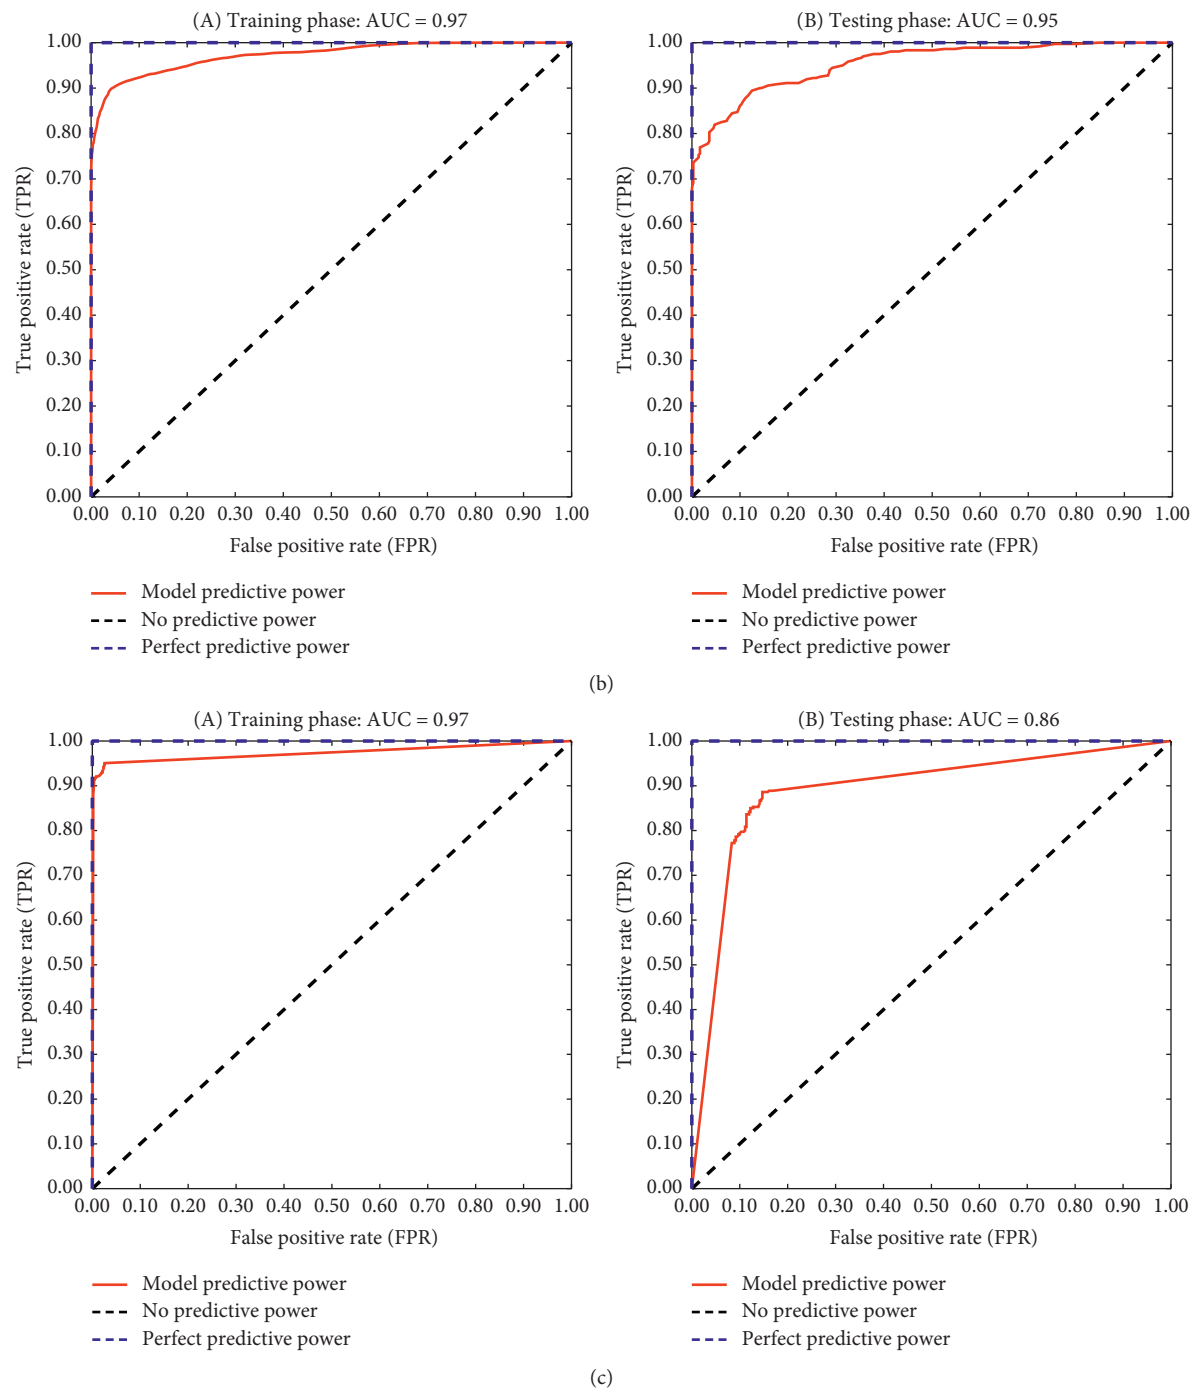 (A) Training phase: AUC = 0.97
1.00
0.90
0.80
0.70
0.60
0.50
0.40
0.30
0.20
0.10
0.00
True positive rate (TPR)
0.00 0.10 0.20 0.30 0.40 0.50 0.60 0.70 0.80 0.90 1.00
False positive rate (FPR)
Model predictive power
No predictive power
Perfect predictive power
(B) Testing phase: AUC = 0.95
1.00
0.90
0.80
0.70
0.60
0.50
0.40
0.30
0.20
0.10
0.00
True positive rate (TPR)
0.00 0.10 0.20 0.30 0.40 0.50 0.60 0.70 0.80 0.90 1.00
False positive rate (FPR)
Model predictive power
No predictive power
Perfect predictive power
(b)
(A) Training phase: AUC = 0.97
1.00
0.90
0.80
0.70
0.60
0.50
0.40
0.30
0.20
0.10
0.00
True positive rate (TPR)
0.00 0.10 0.20 0.30 0.40 0.50 0.60 0.70 0.80 0.90 1.00
False positive rate (FPR)
Model predictive power
No predictive power
Perfect predictive power
(B) Testing phase: AUC = 0.86
1.00
0.90
0.80
0.70
0.60
0.50
0.40
0.30
0.20
0.10
0.00
True positive rate (TPR)
0.00 0.10 0.20 0.30 0.40 0.50 0.60 0.70 0.80 0.90 1.00
False positive rate (FPR)
Model predictive power
No predictive power
Perfect predictive power
(c)